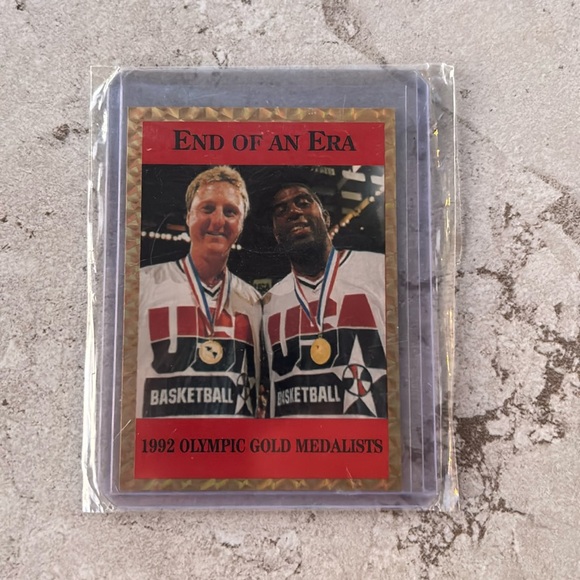 END OF AN ERA
USA USA
BASKETBALL BASKETBALL
1992 OLYMPIC GOLD MEDALISTS